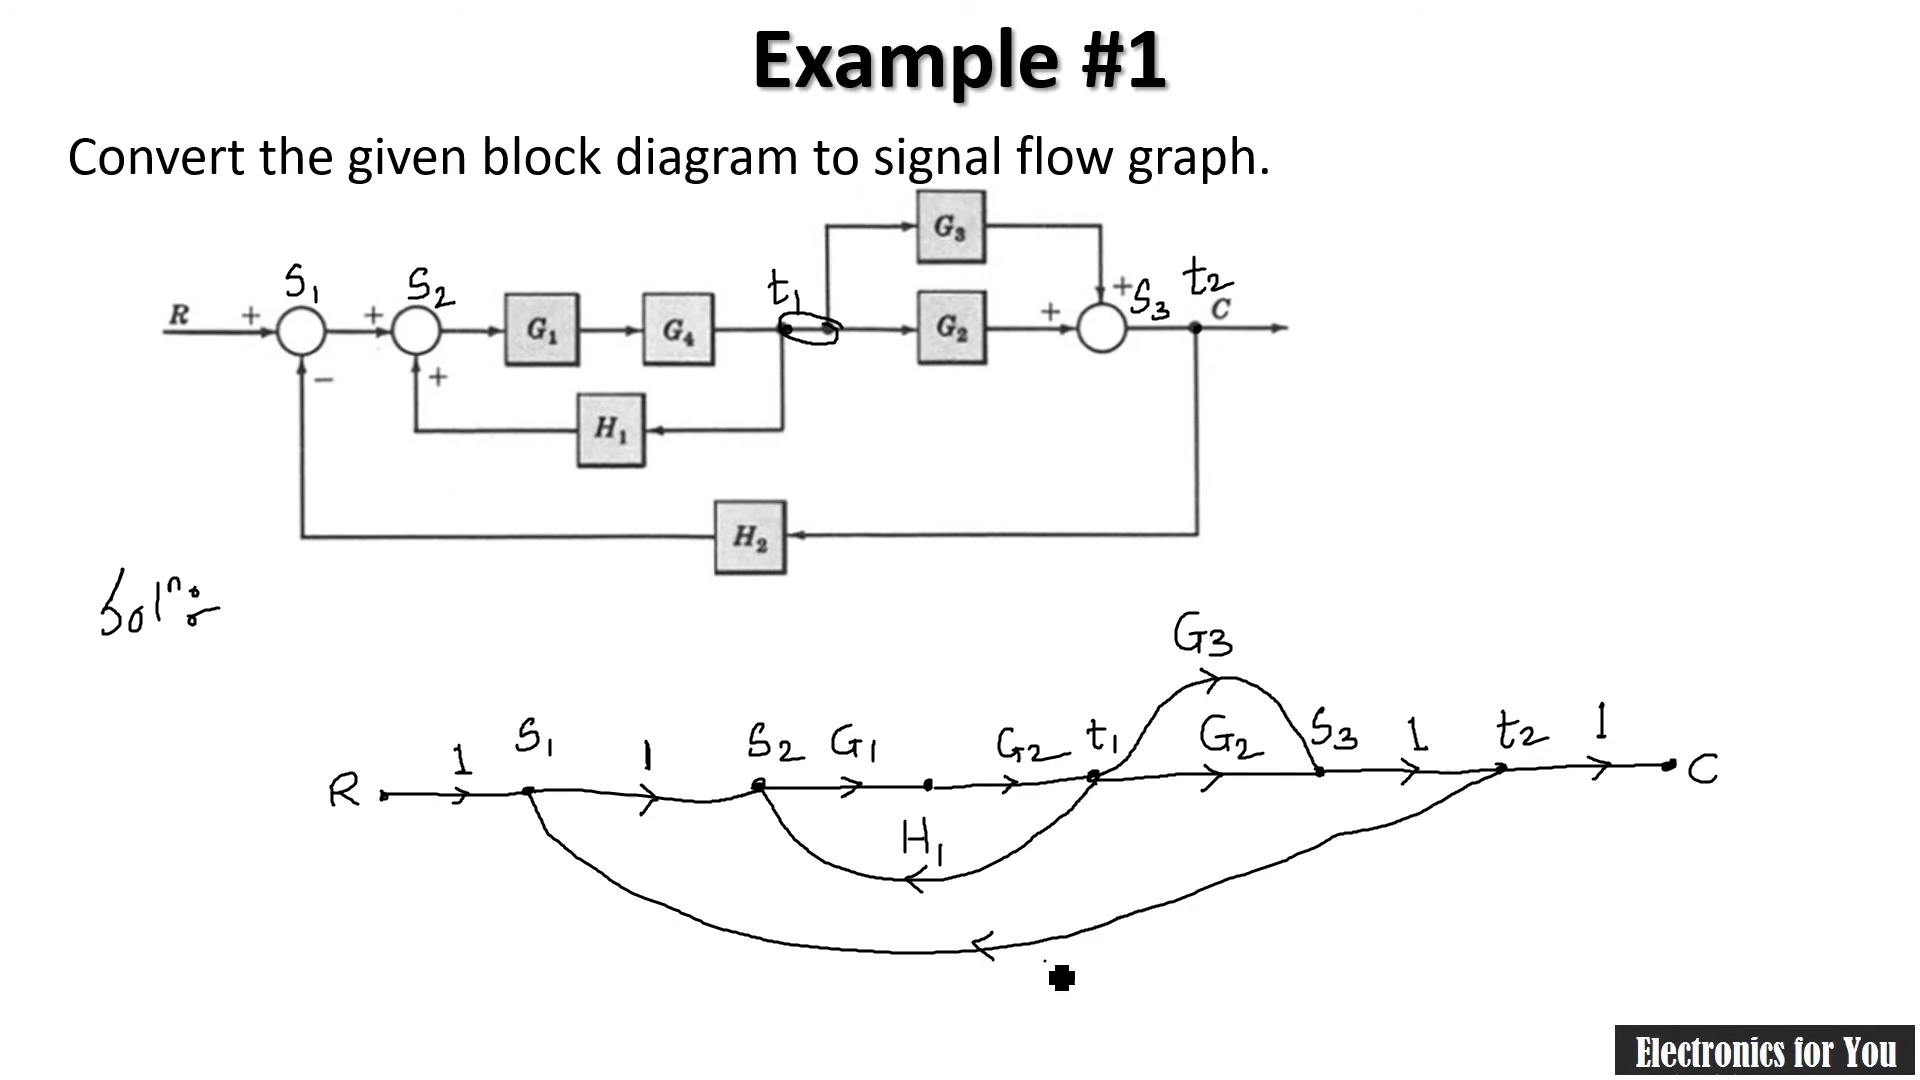 Example #1
Convert the given block diagram to signal flow graph.
G3
S1 S2 t1 + S3 t2
R + + G1 G4 G2 + C
− +
H1
H2
Soln:
G3
R 1 S1 1 S2 G1 G2 t1 G2 S3 1 t2 1 C
H1
Electronics for You